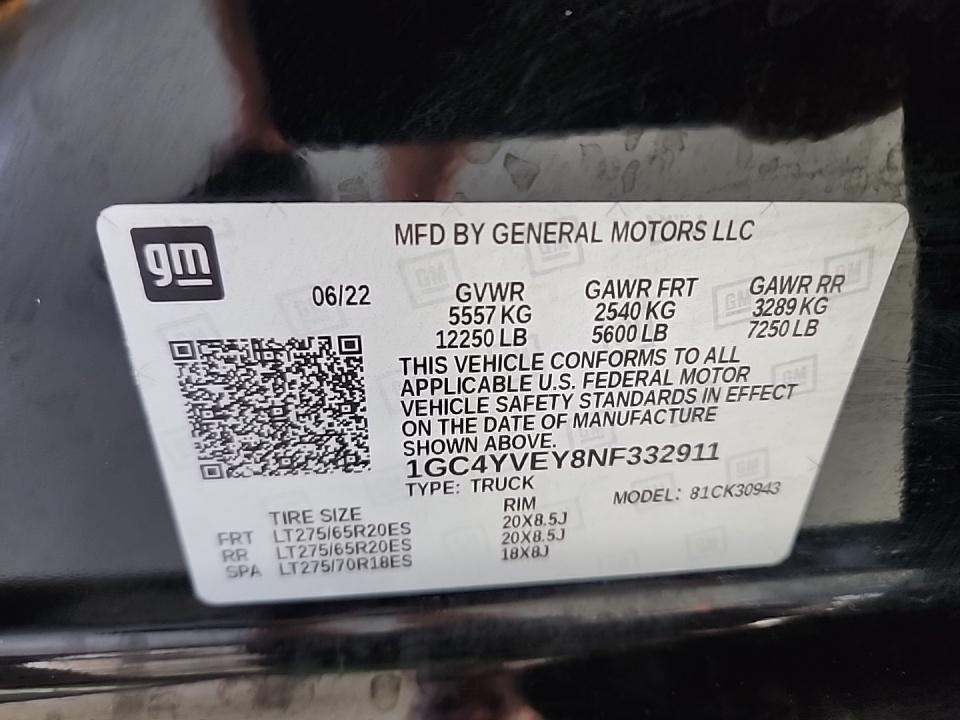 gm
MFD BY GENERAL MOTORS LLC
06/22
GVWR GAWR FRT GAWR RR
5557 KG 2540 KG 3289 KG
12250 LB 5600 LB 7250 LB
THIS VEHICLE CONFORMS TO ALL
APPLICABLE U.S. FEDERAL MOTOR
VEHICLE SAFETY STANDARDS IN EFFECT
ON THE DATE OF MANUFACTURE
SHOWN ABOVE.
1GC4YVEY8NF332911
TYPE: TRUCK MODEL: 81CK30943
TIRE SIZE RIM
FRT LT275/65R20ES 20X8.5J
RR LT275/65R20ES 20X8.5J
SPA LT275/70R18ES 18X8J